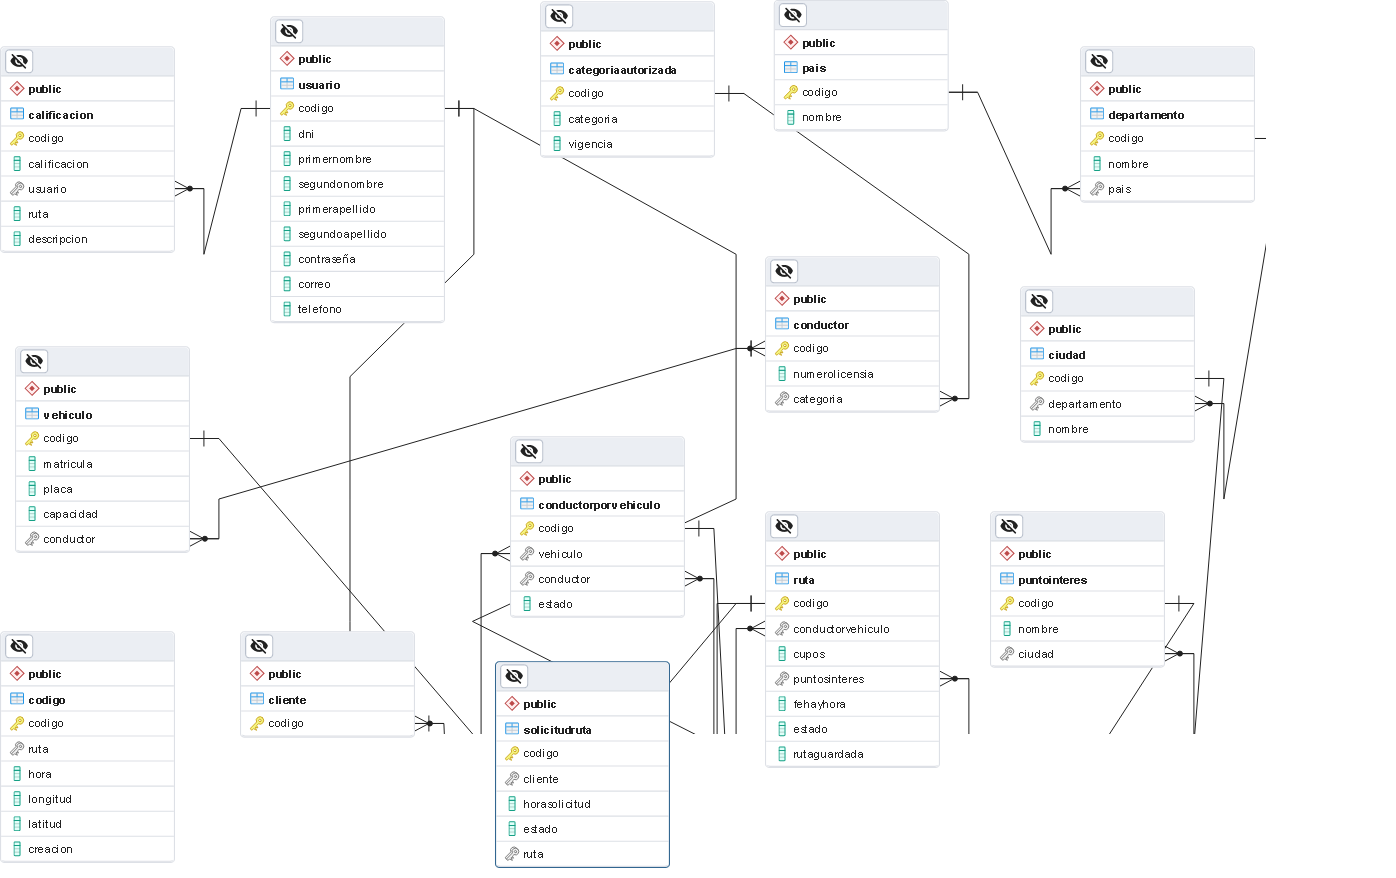 public
calificacion
codigo
calificacion
usuario
ruta
descripcion
public
usuario
codigo
dni
primernombre
segundonombre
primerapellido
segundoapellido
contraseña
correo
telefono
public
categoriaautorizada
codigo
categoria
vigencia
public
pais
codigo
nombre
public
departamento
codigo
nombre
pais
public
conductor
codigo
numerolicensia
categoria
public
ciudad
codigo
departamento
nombre
public
vehiculo
codigo
matricula
placa
capacidad
conductor
public
conductorporvehiculo
codigo
vehiculo
conductor
estado
public
ruta
codigo
conductorvehiculo
cupos
puntosinteres
fehayhora
estado
rutaguardada
public
puntointeres
codigo
nombre
ciudad
public
codigo
codigo
ruta
hora
longitud
latitud
creacion
public
cliente
codigo
public
solicitudruta
codigo
cliente
horasolicitud
estado
ruta